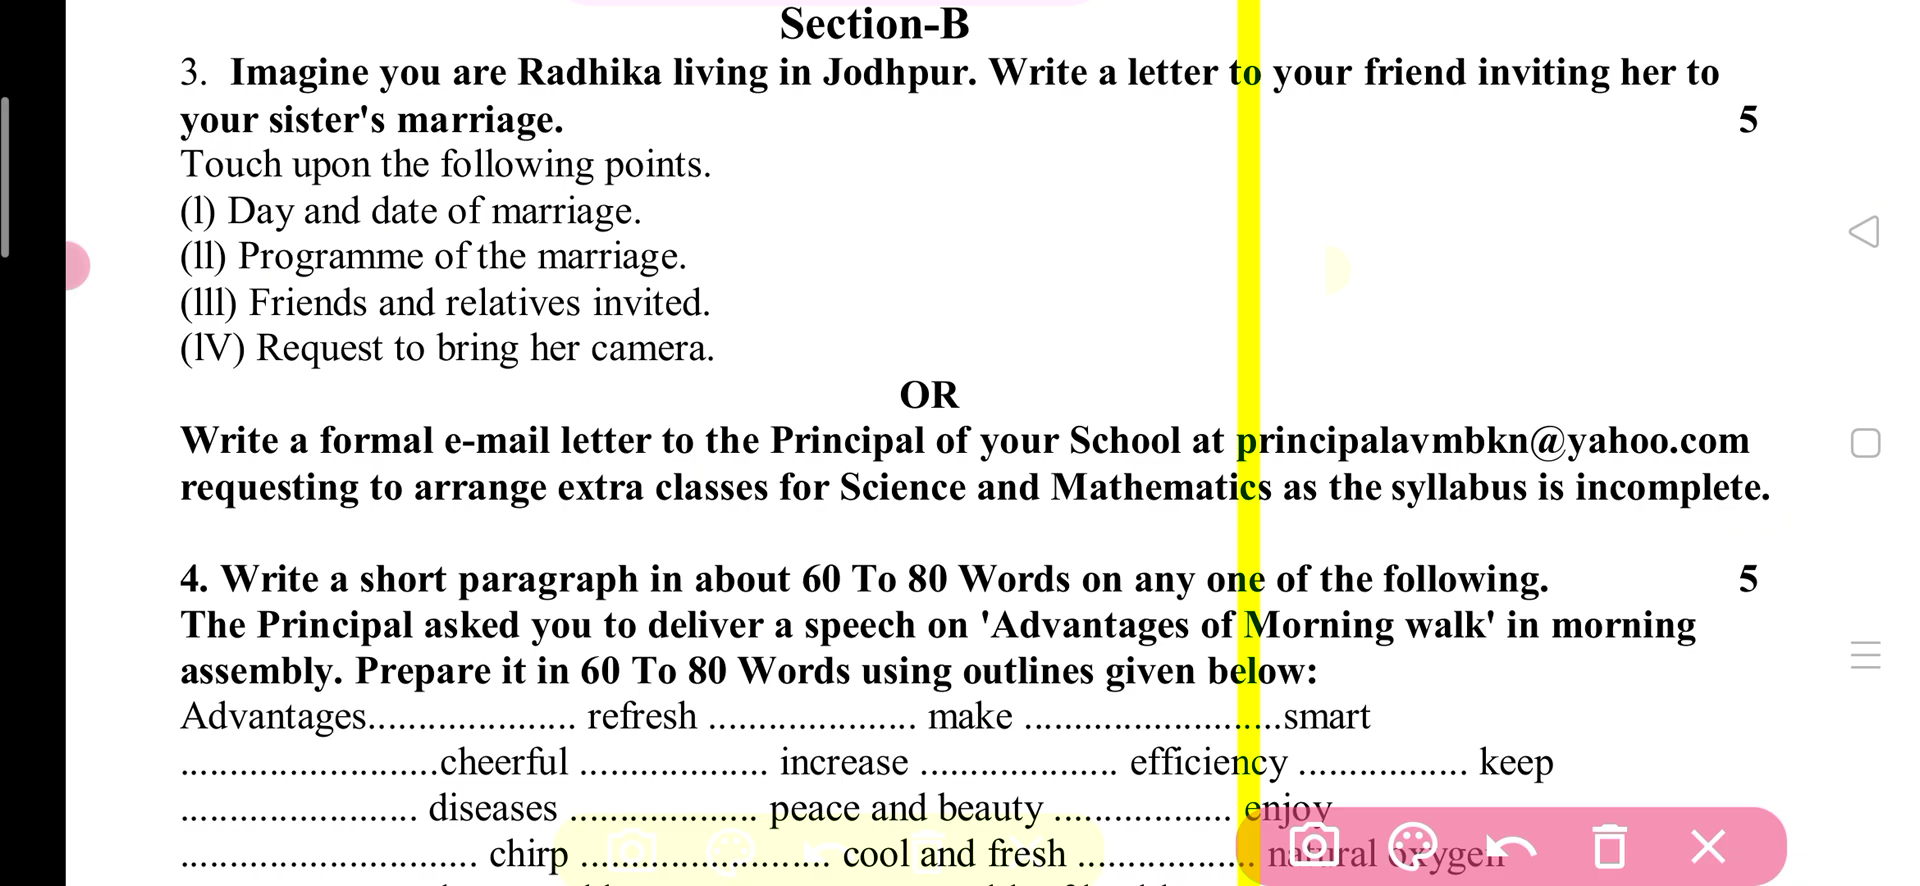 Section-B
3. Imagine you are Radhika living in Jodhpur. Write a letter to your friend inviting her to
your sister's marriage. 5
Touch upon the following points.
(l) Day and date of marriage.
(ll) Programme of the marriage.
(lll) Friends and relatives invited.
(lV) Request to bring her camera.
OR
Write a formal e-mail letter to the Principal of your School at principalavmbkn@yahoo.com
requesting to arrange extra classes for Science and Mathematics as the syllabus is incomplete.
4. Write a short paragraph in about 60 To 80 Words on any one of the following. 5
The Principal asked you to deliver a speech on 'Advantages of Morning walk' in morning
assembly. Prepare it in 60 To 80 Words using outlines given below:
Advantages..................... refresh ..................... make ..........................smart
..........................cheerful ................... increase .................... efficiency ................. keep
........................ diseases ................... peace and beauty .................. enjoy
.............................. chirp ......................... cool and fresh .................. natural oxygen